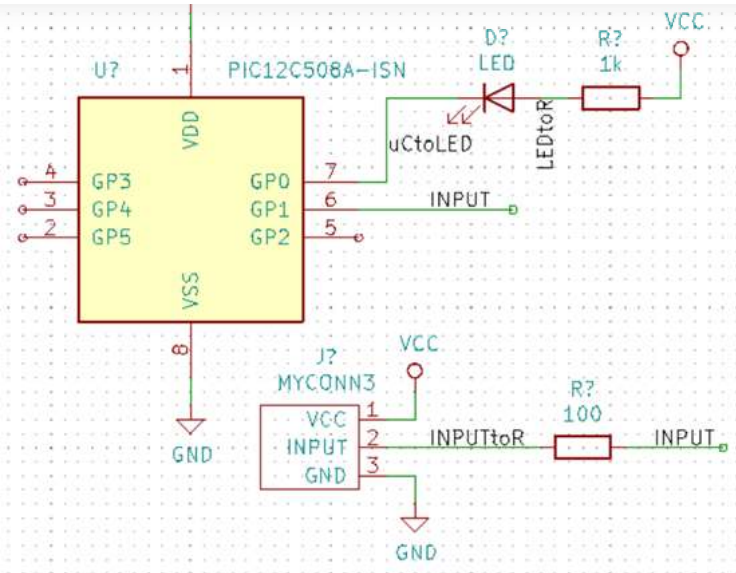 VCC
D?
R?
U?
1
PIC12C508A-ISN
LED
1k
VDD
uCtoLED
LEDtoR
4
GP3
GP0
7
3
GP4
GP1
6
INPUT
2
GP5
GP2
5
VSS
8
GND
J?
MYCONN3
VCC
VCC
1
INPUT
2
INPUTtoR
R?
100
INPUT
GND
3
GND